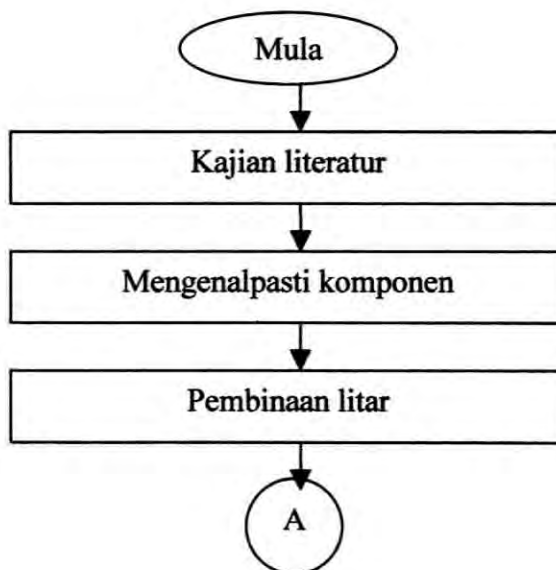 Mula
Kajian literatur
Mengenalpasti komponen
Pembinaan litar
A